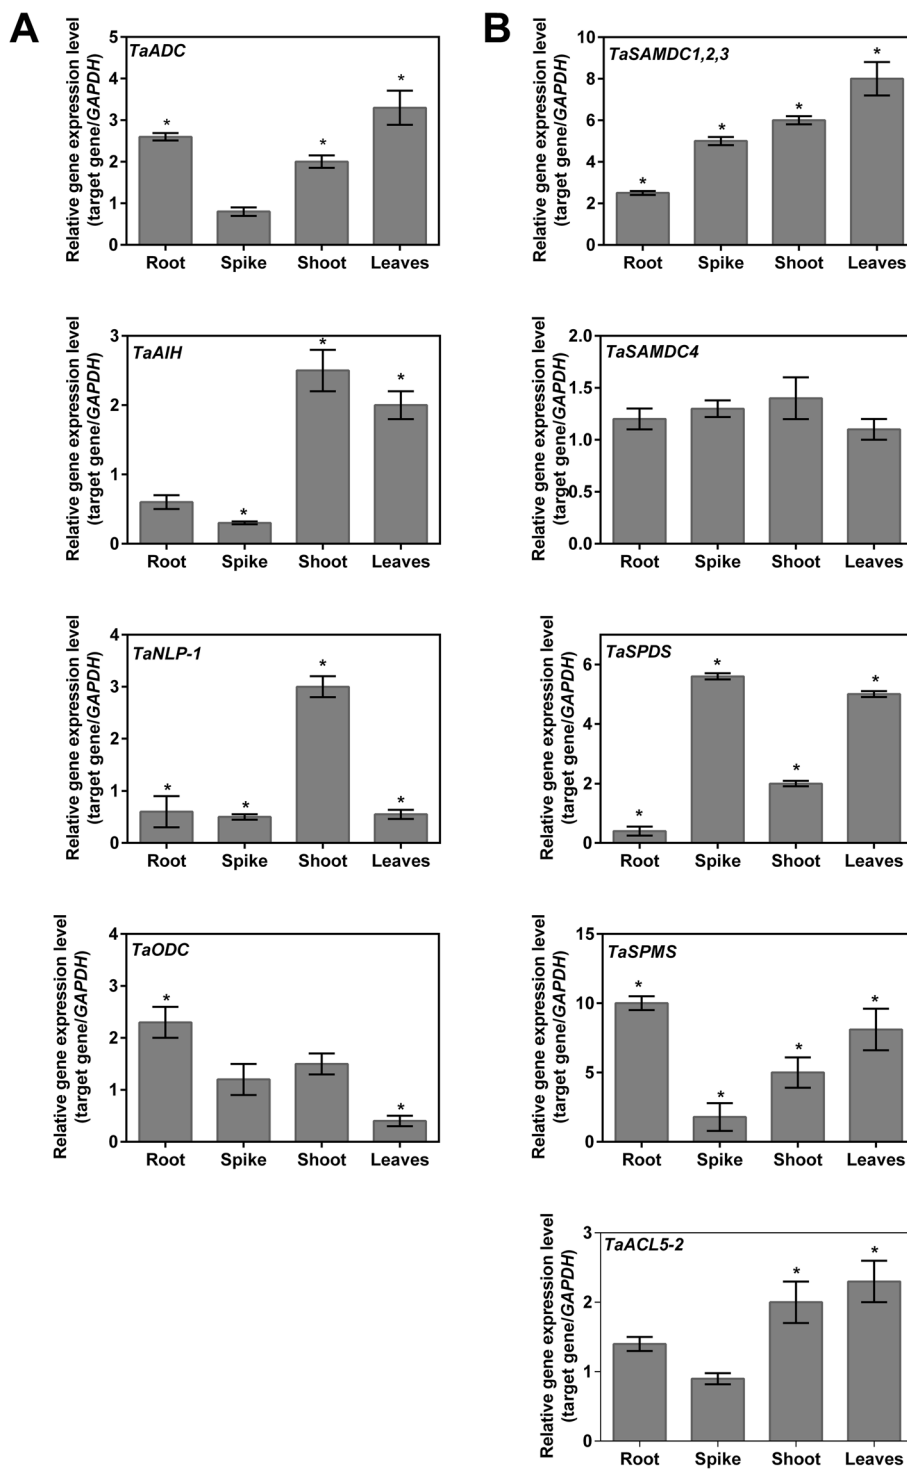 A
Relative gene expression level
(target gene/GAPDH)
TaADC
5
4
3
2
1
0
*
*
*
Root Spike Shoot Leaves
Relative gene expression level
(target gene/GAPDH)
TaAIH
3
2
1
0
*
*
*
Root Spike Shoot Leaves
Relative gene expression level
(target gene/GAPDH)
TaNLP-1
4
3
2
1
0
*
*
*
*
Root Spike Shoot Leaves
Relative gene expression level
(target gene/GAPDH)
TaODC
4
3
2
1
0
*
*
Root Spike Shoot Leaves
B
Relative gene expression level
(target gene/GAPDH)
TaSAMDC1,2,3
10
8
6
4
2
0
*
*
*
*
Root Spike Shoot Leaves
Relative gene expression level
(target gene/GAPDH)
TaSAMDC4
2.0
1.5
1.0
0.5
0.0
Root Spike Shoot Leaves
Relative gene expression level
(target gene/GAPDH)
TaSPDS
6
4
2
0
*
*
*
*
Root Spike Shoot Leaves
Relative gene expression level
(target gene/GAPDH)
TaSPMS
15
10
5
0
*
*
*
*
Root Spike Shoot Leaves
Relative gene expression level
(target gene/GAPDH)
TaACL5-2
3
2
1
0
*
*
Root Spike Shoot Leaves